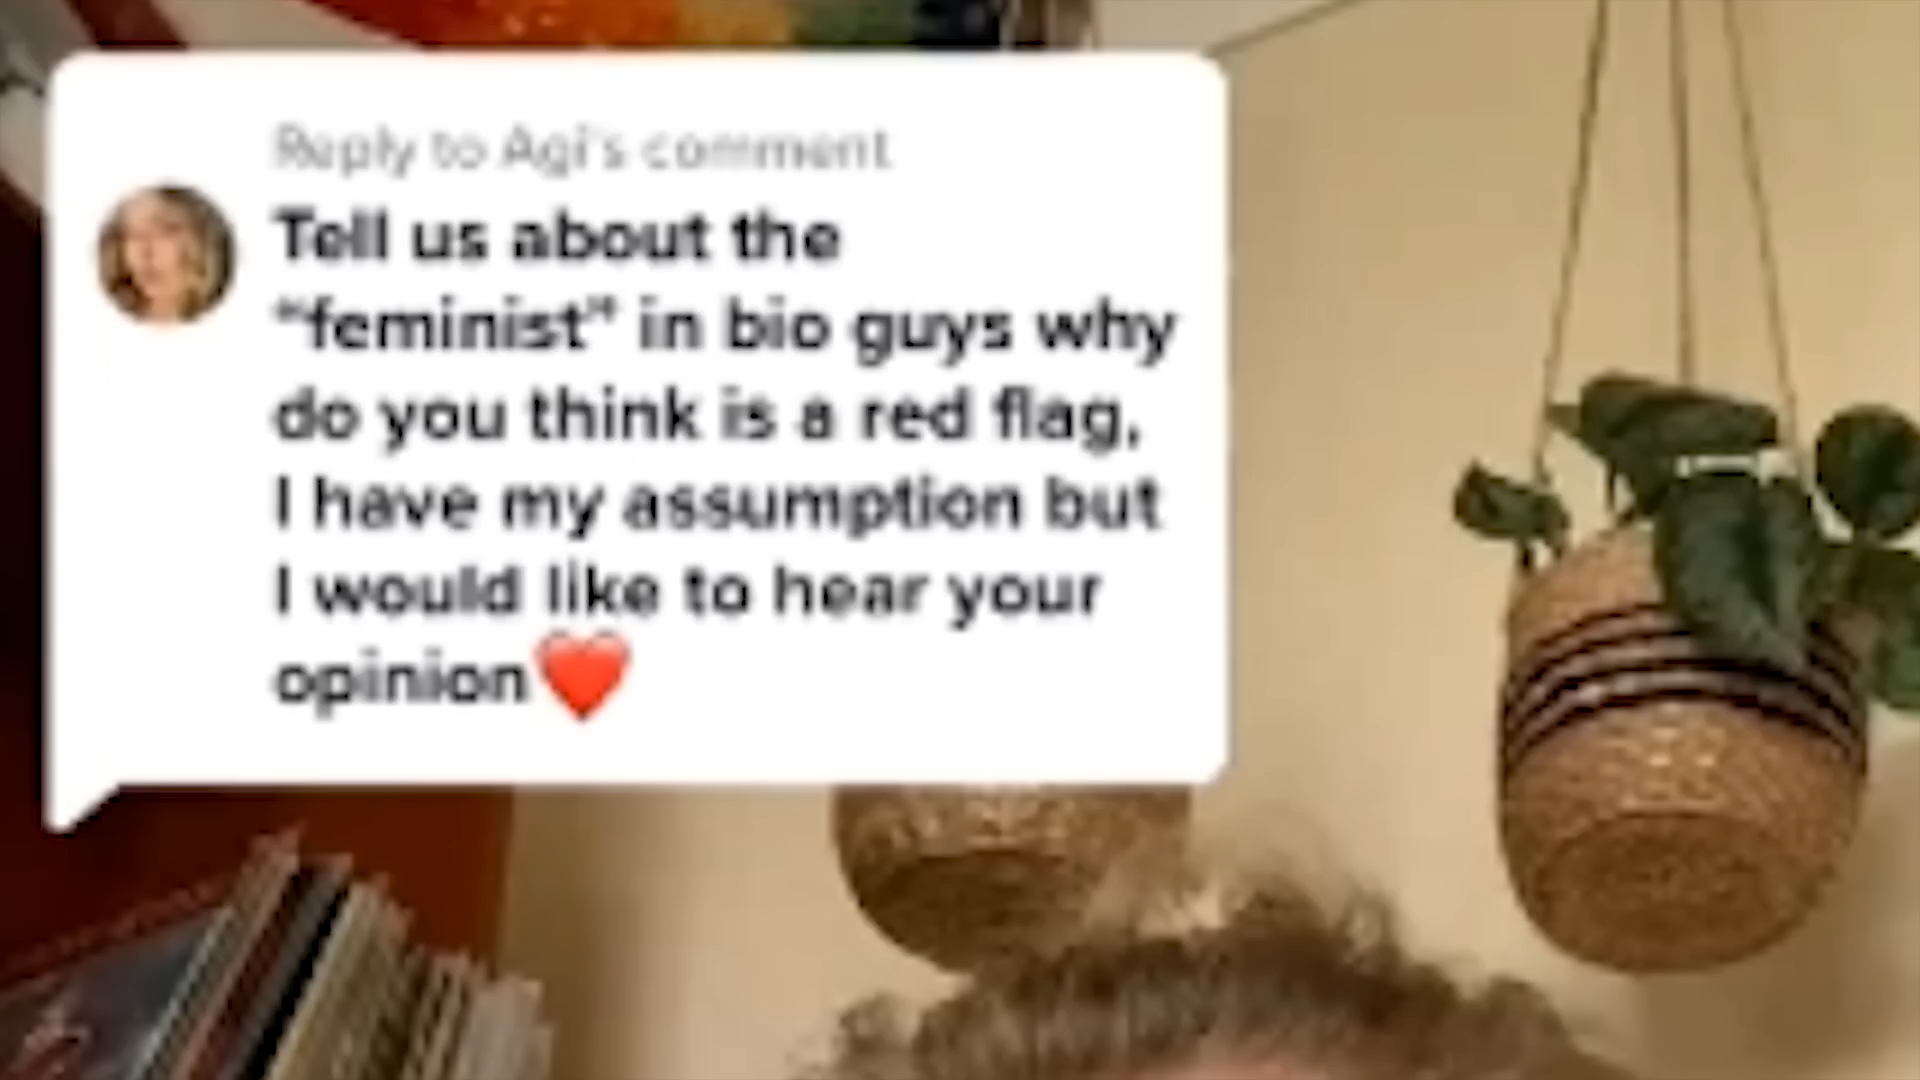 Reply to Agi's comment
Tell us about the
“feminist” in bio guys why
do you think is a red flag,
I have my assumption but
I would like to hear your
opinion❤️